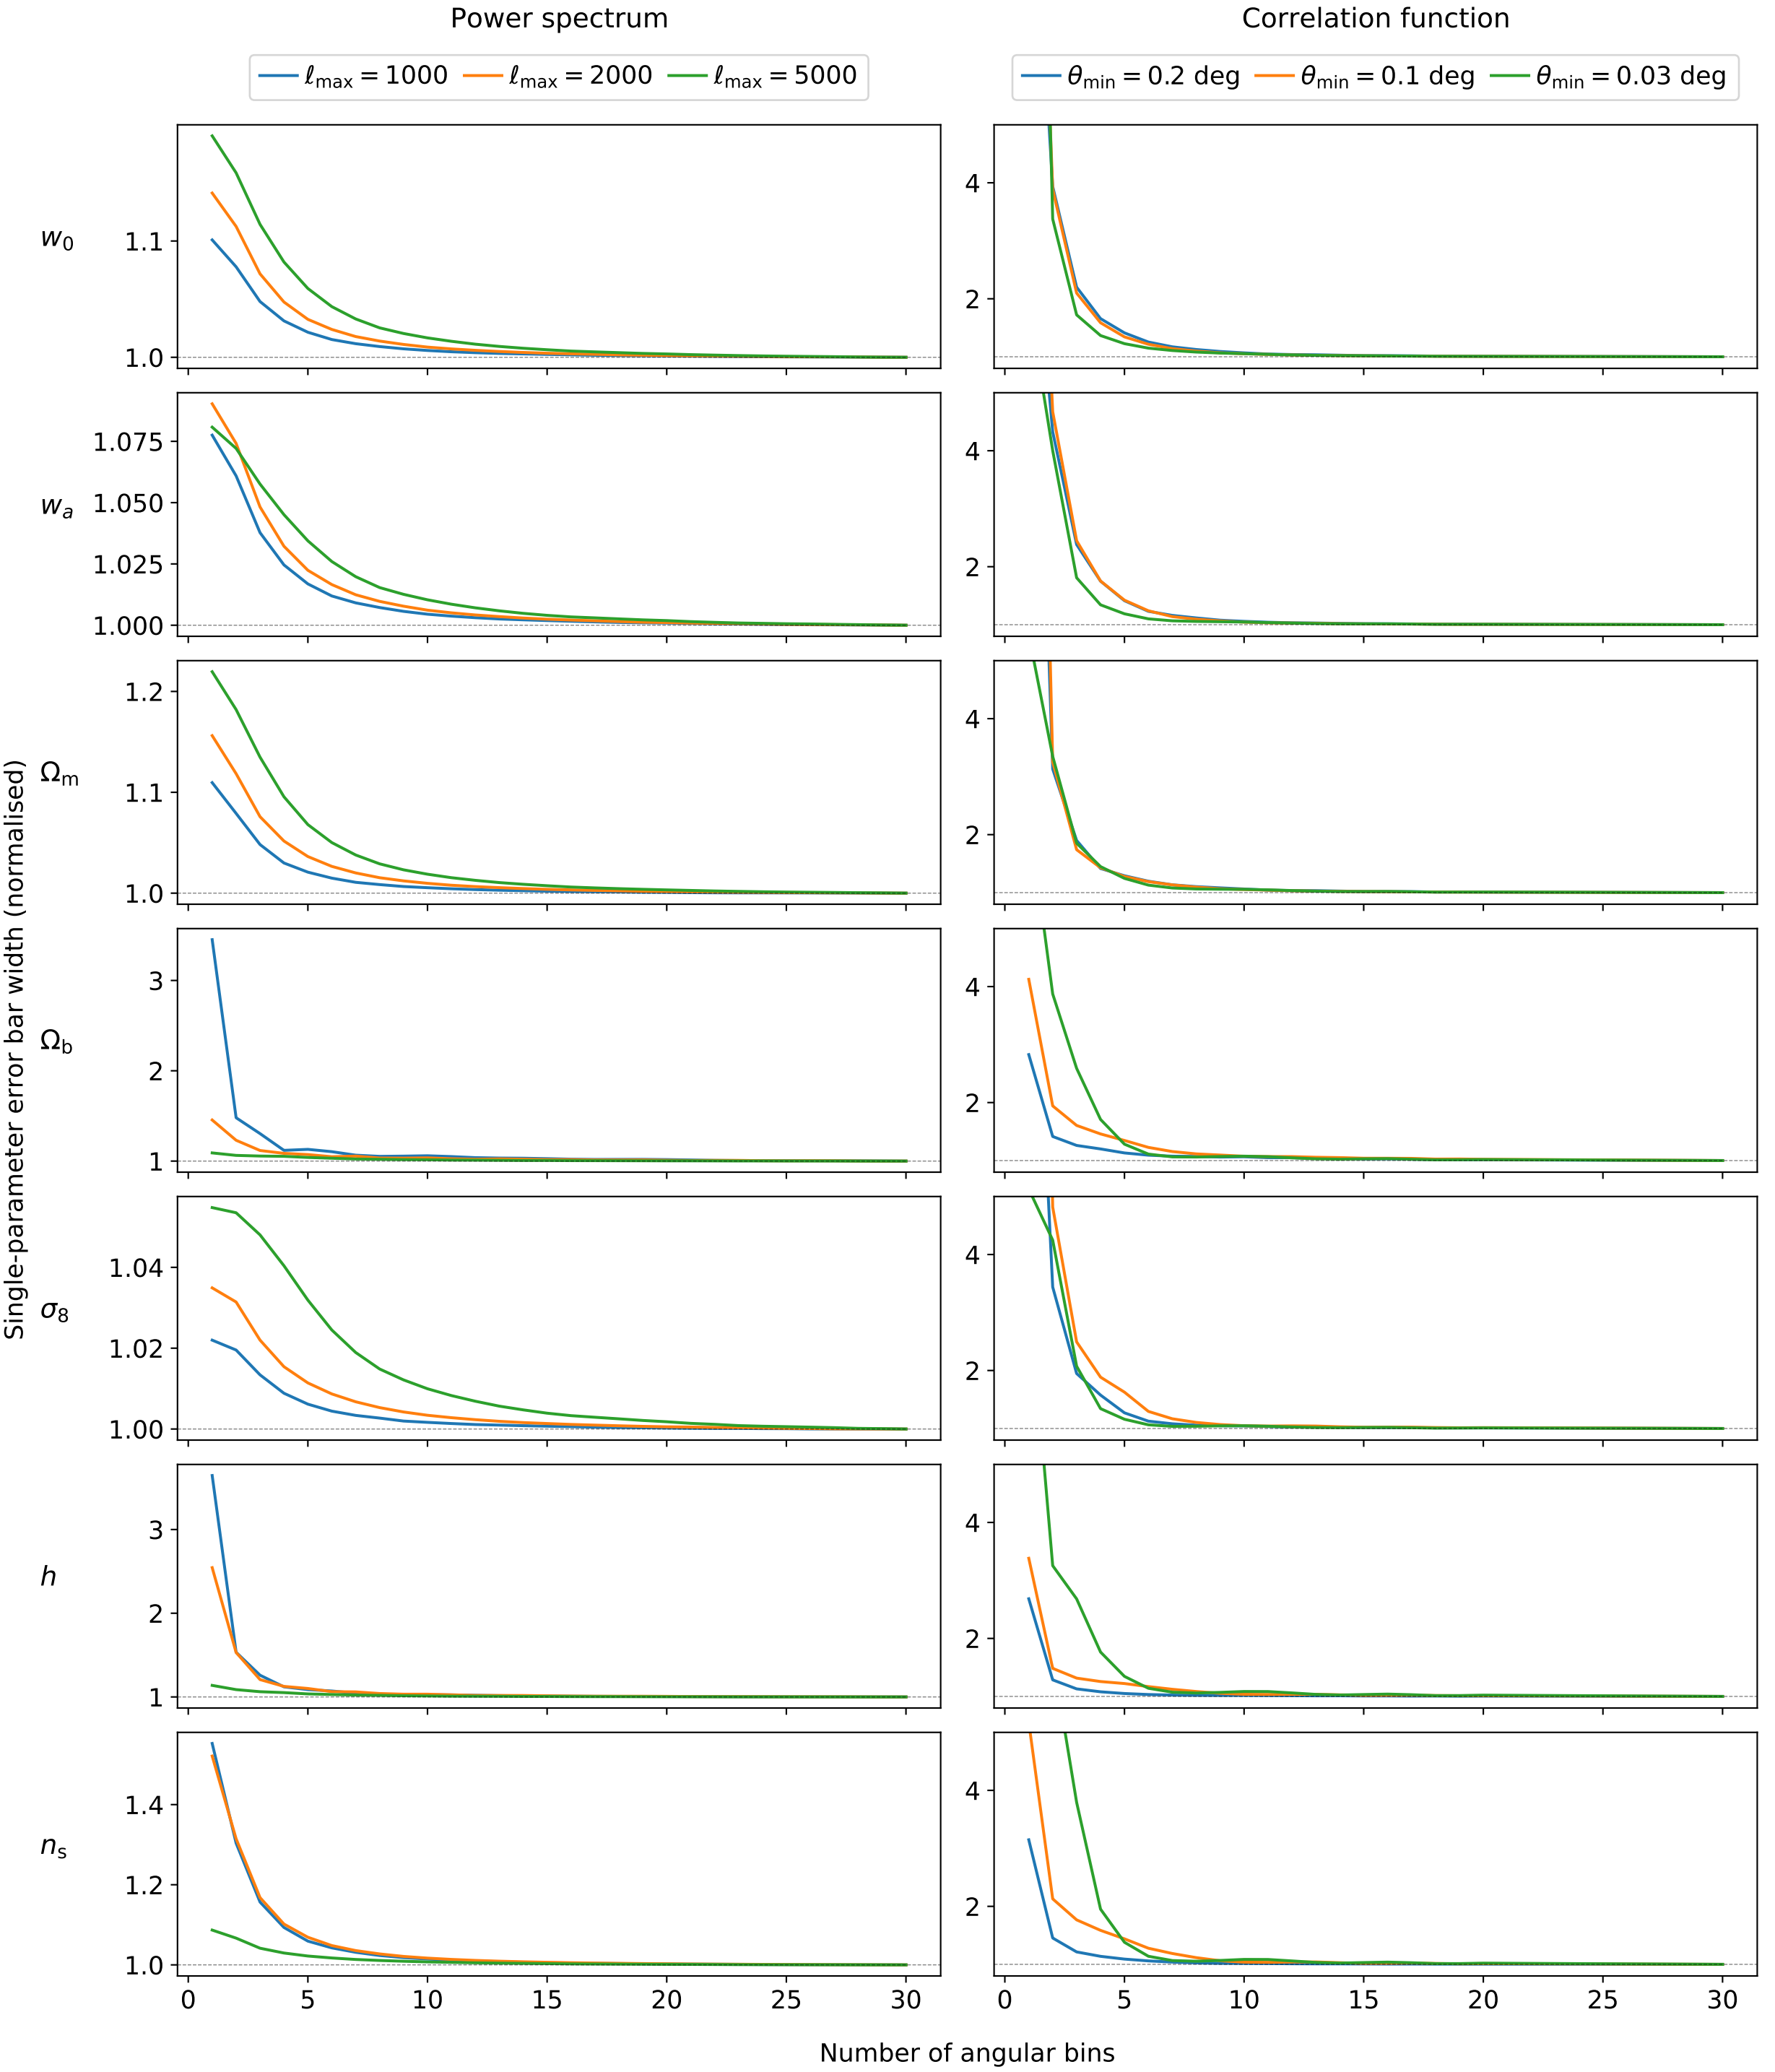 Power spectrum
Correlation function
ℓmax = 1000 ℓmax = 2000 ℓmax = 5000
θmin = 0.2 deg θmin = 0.1 deg θmin = 0.03 deg
Single-parameter error bar width (normalised)
w0
1.1
1.0
4
2
wa
1.075
1.050
1.025
1.000
4
2
Ωm
1.2
1.1
1.0
4
2
Ωb
3
2
1
4
2
σ8
1.04
1.02
1.00
4
2
h
3
2
1
4
2
ns
1.4
1.2
1.0
4
2
0 5 10 15 20 25 30
0 5 10 15 20 25 30
Number of angular bins